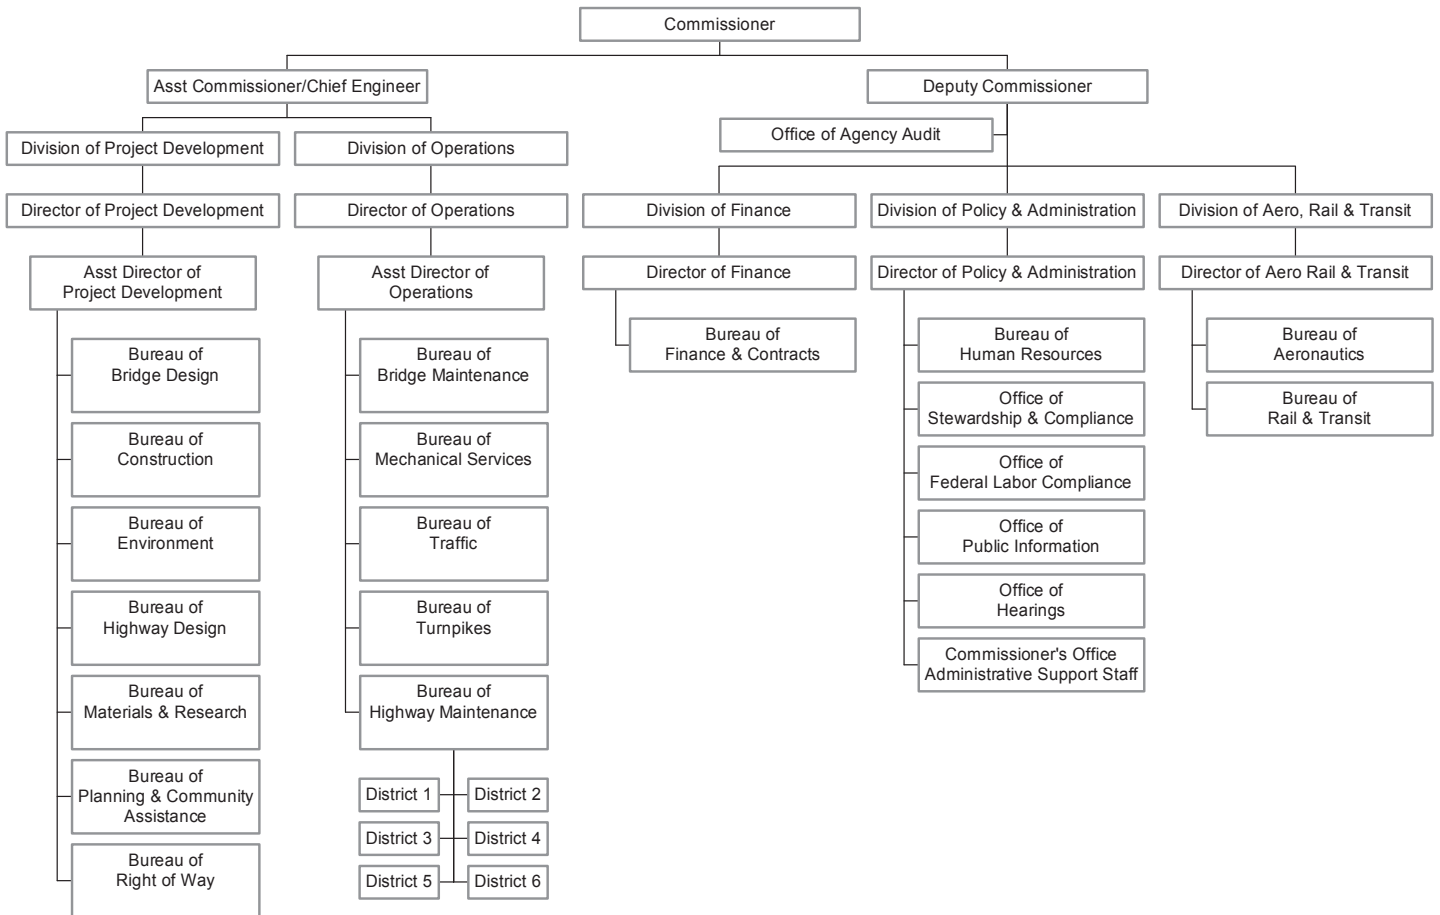 Commissioner
Asst Commissioner/Chief Engineer
Deputy Commissioner
Office of Agency Audit
Division of Project Development
Division of Operations
Division of Finance
Division of Policy & Administration
Division of Aero, Rail & Transit
Director of Project Development
Director of Operations
Director of Finance
Director of Policy & Administration
Director of Aero Rail & Transit
Asst Director of
Project Development
Bureau of
Bridge Design
Bureau of
Construction
Bureau of
Environment
Bureau of
Highway Design
Bureau of
Materials & Research
Bureau of
Planning & Community
Assistance
Bureau of
Right of Way
Asst Director of
Operations
Bureau of
Bridge Maintenance
Bureau of
Mechanical Services
Bureau of
Traffic
Bureau of
Turnpikes
Bureau of
Highway Maintenance
District 1
District 2
District 3
District 4
District 5
District 6
Bureau of
Finance & Contracts
Bureau of
Human Resources
Office of
Stewardship & Compliance
Office of
Federal Labor Compliance
Office of
Public Information
Office of
Hearings
Commissioner's Office
Administrative Support Staff
Bureau of
Aeronautics
Bureau of
Rail & Transit